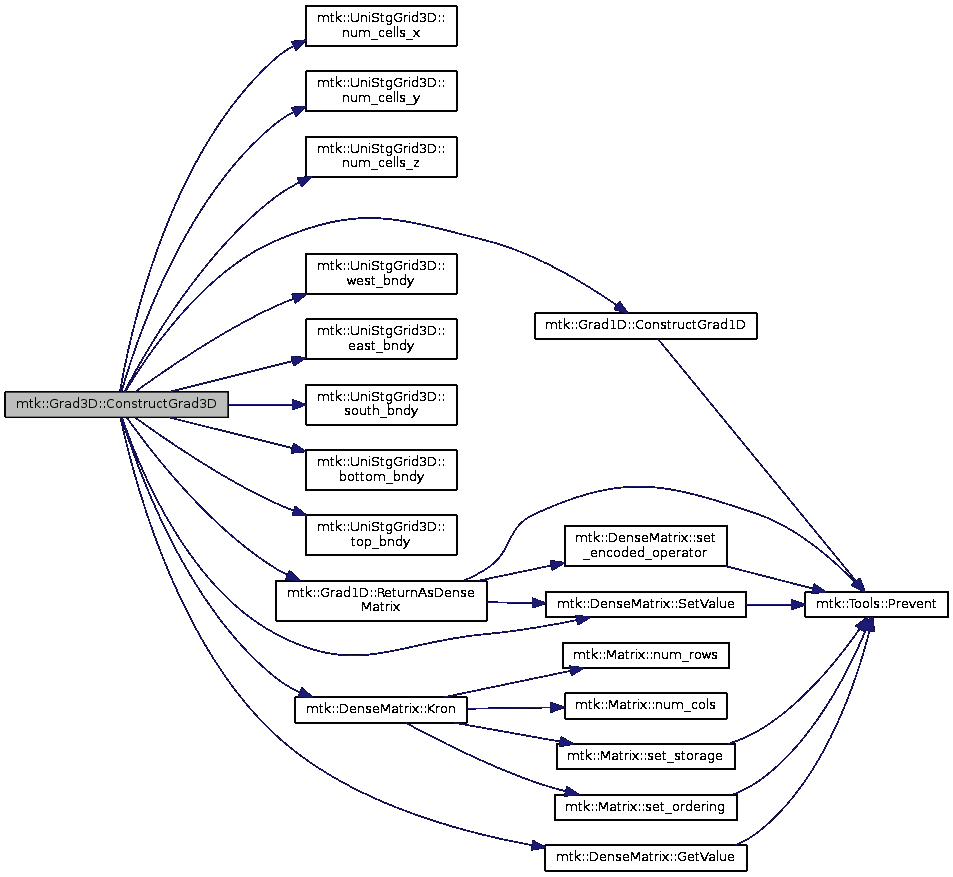 mtk::UniStgGrid3D::
num_cells_x
mtk::UniStgGrid3D::
num_cells_y
mtk::UniStgGrid3D::
num_cells_z
mtk::UniStgGrid3D::
west_bndy
mtk::Grad1D::ConstructGrad1D
mtk::UniStgGrid3D::
east_bndy
mtk::Grad3D::ConstructGrad3D
mtk::UniStgGrid3D::
south_bndy
mtk::UniStgGrid3D::
bottom_bndy
mtk::UniStgGrid3D::
top_bndy
mtk::DenseMatrix::set
_encoded_operator
mtk::Grad1D::ReturnAsDense
Matrix
mtk::DenseMatrix::SetValue
mtk::Tools::Prevent
mtk::Matrix::num_rows
mtk::DenseMatrix::Kron
mtk::Matrix::num_cols
mtk::Matrix::set_storage
mtk::Matrix::set_ordering
mtk::DenseMatrix::GetValue